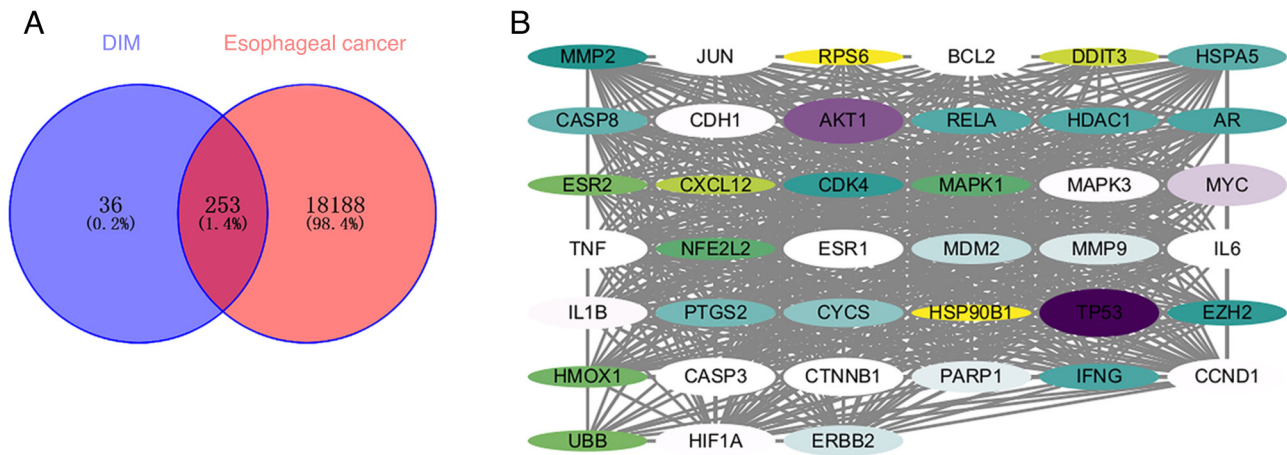 A
DIM
Esophageal cancer
36
(0.2%)
253
(1.4%)
18188
(98.4%)
B
MMP2 JUN RPS6 BCL2 DDIT3 HSPA5
CASP8 CDH1 AKT1 RELA HDAC1 AR
ESR2 CXCL12 CDK4 MAPK1 MAPK3 MYC
TNF NFE2L2 ESR1 MDM2 MMP9 IL6
IL1B PTGS2 CYCS HSP90B1 TP53 EZH2
HMOX1 CASP3 CTNNB1 PARP1 IFNG CCND1
UBB HIF1A ERBB2